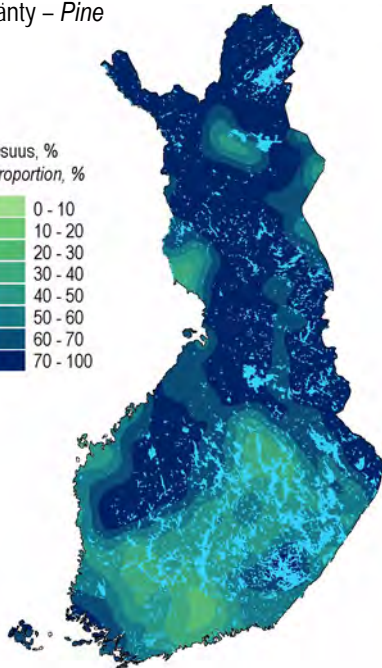 änty – Pine
suus, %
roportion, %
0 - 10
10 - 20
20 - 30
30 - 40
40 - 50
50 - 60
60 - 70
70 - 100